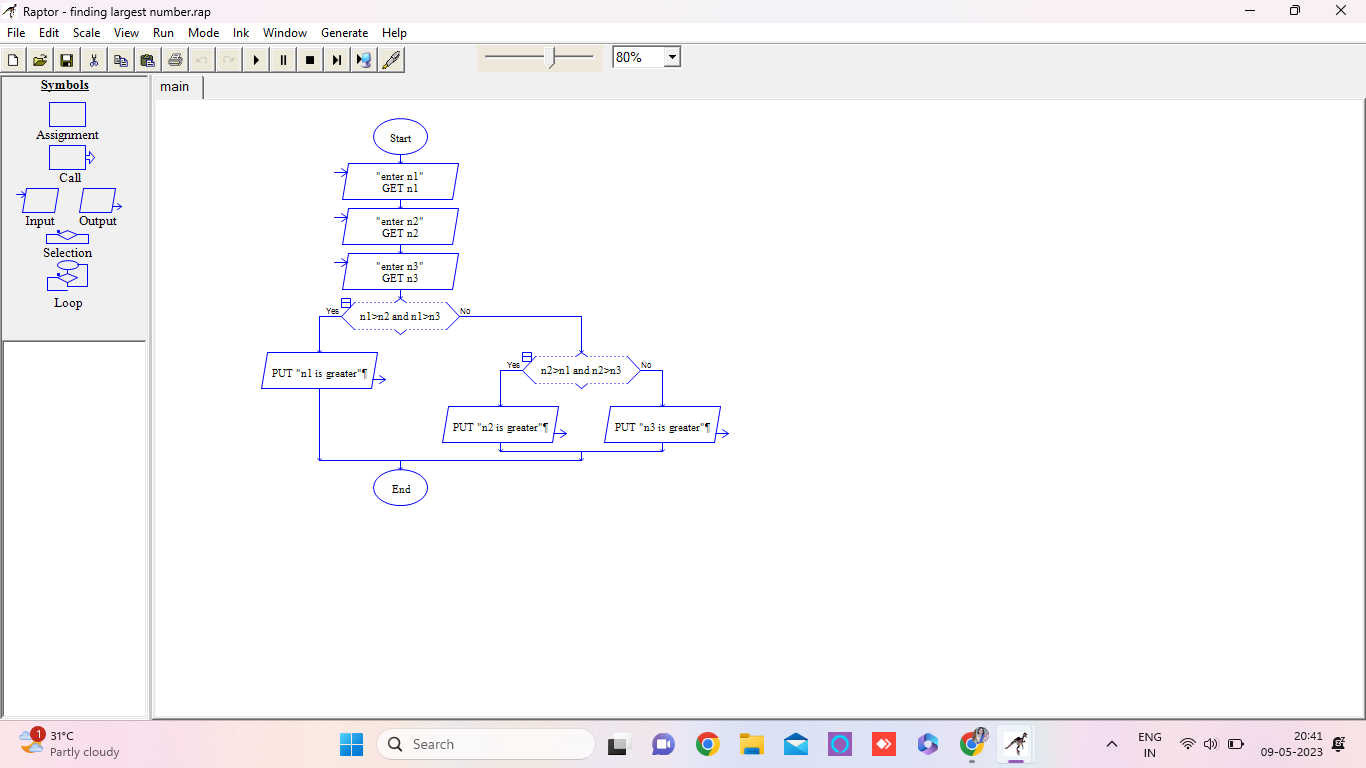 Raptor - finding largest number.rap
File Edit Scale View Run Mode Ink Window Generate Help
80%
Symbols
Assignment
Call
Input Output
Selection
Loop
main
Start
"enter n1"
GET n1
"enter n2"
GET n2
"enter n3"
GET n3
Yes n1>n2 and n1>n3 No
PUT "n1 is greater"¶
Yes n2>n1 and n2>n3 No
PUT "n2 is greater"¶
PUT "n3 is greater"¶
End
1
31°C
Partly cloudy
Search
ENG
IN
20:41
09-05-2023